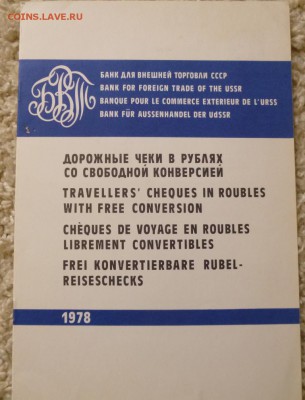 COINS.LAVE.RU
БВТ
БАНК ДЛЯ ВНЕШНЕЙ ТОРГОВЛИ СССР
BANK FOR FOREIGN TRADE OF THE USSR
BANQUE POUR LE COMMERCE EXTERIEUR DE L'URSS
BANK FÜR AUSSENHANDEL DER UdSSR
ДОРОЖНЫЕ ЧЕКИ В РУБЛЯХ
СО СВОБОДНОЙ КОНВЕРСИЕЙ
TRAVELLERS' CHEQUES IN ROUBLES
WITH FREE CONVERSION
CHÈQUES DE VOYAGE EN ROUBLES
LIBREMENT CONVERTIBLES
FREI KONVERTIERBARE RUBEL-
REISESCHECKS
1978